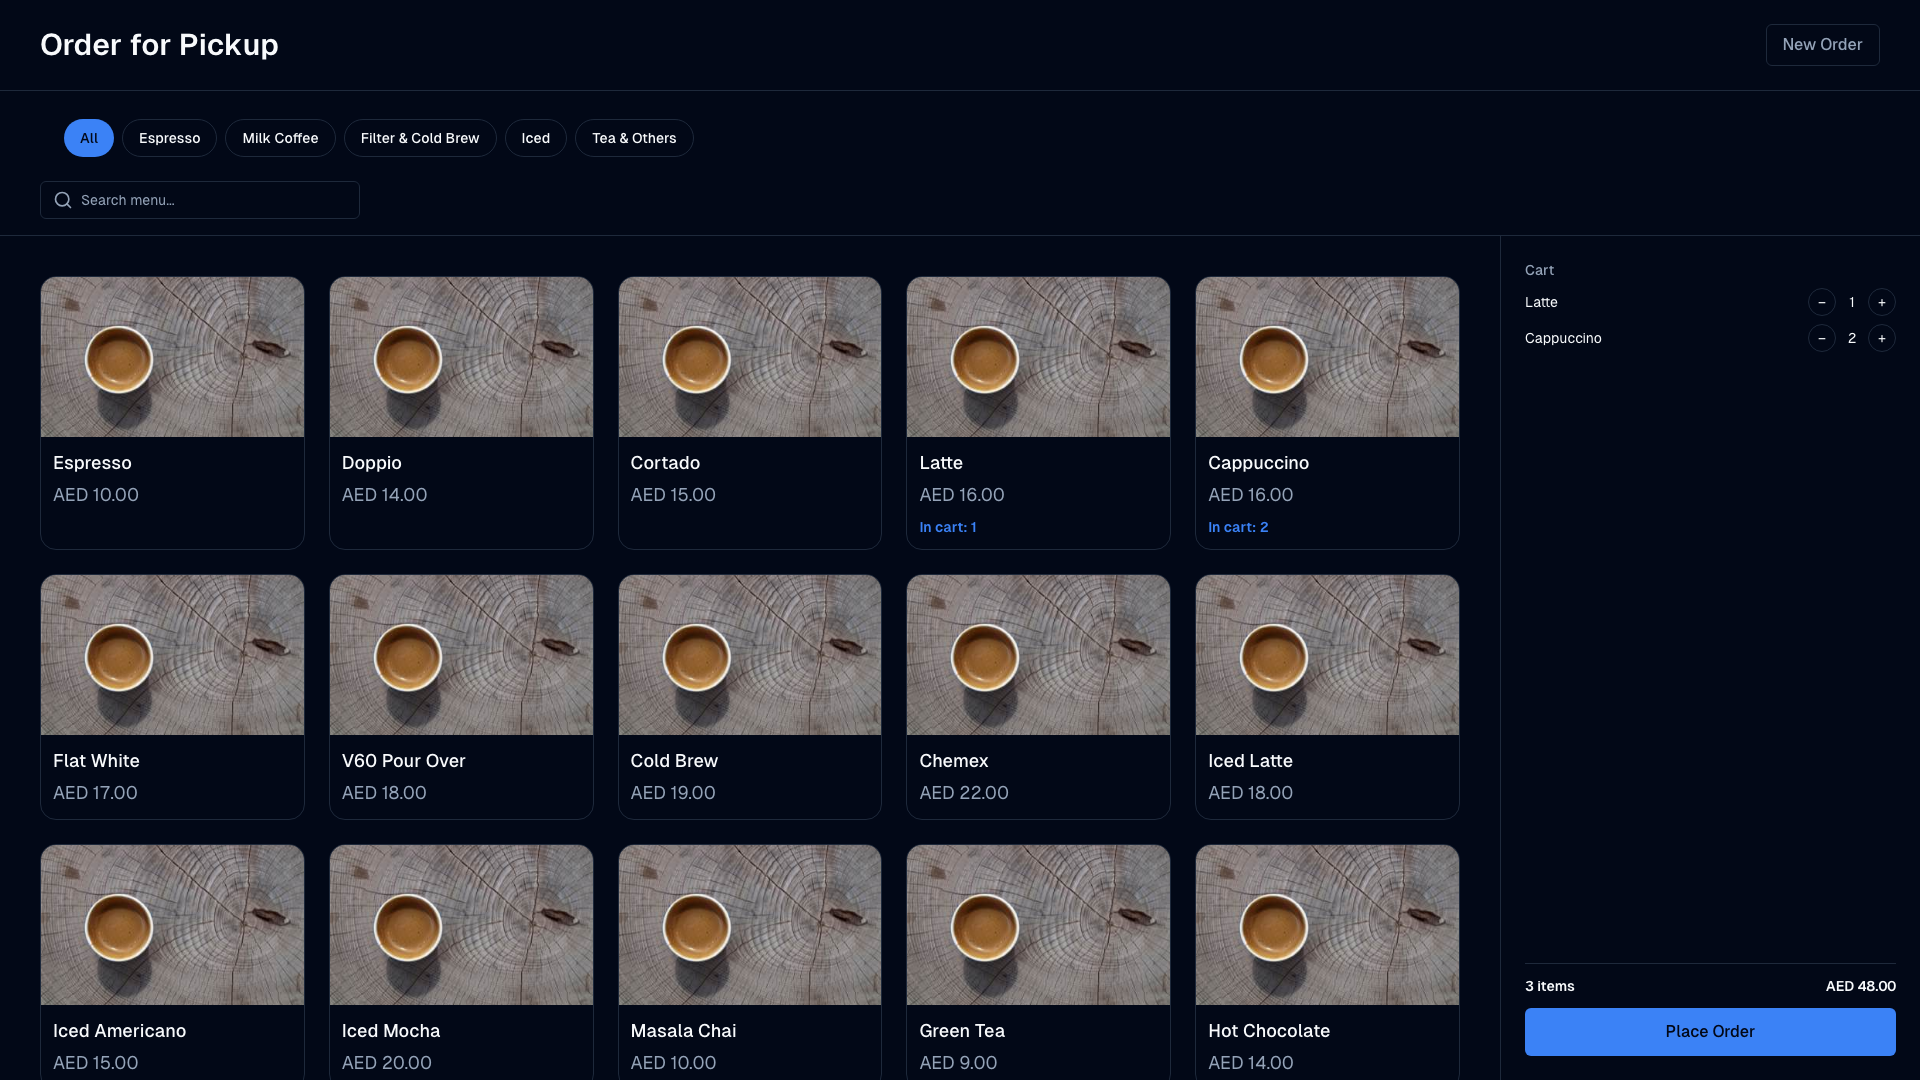 Order for Pickup
New Order
All
Espresso
Milk Coffee
Filter & Cold Brew
Iced
Tea & Others
Search menu...
Espresso
AED 10.00
Doppio
AED 14.00
Cortado
AED 15.00
Latte
AED 16.00
In cart: 1
Cappuccino
AED 16.00
In cart: 2
Flat White
AED 17.00
V60 Pour Over
AED 18.00
Cold Brew
AED 19.00
Chemex
AED 22.00
Iced Latte
AED 18.00
Iced Americano
AED 15.00
Iced Mocha
AED 20.00
Masala Chai
AED 10.00
Green Tea
AED 9.00
Hot Chocolate
AED 14.00
Cart
Latte − 1 +
Cappuccino − 2 +
3 items AED 48.00
Place Order